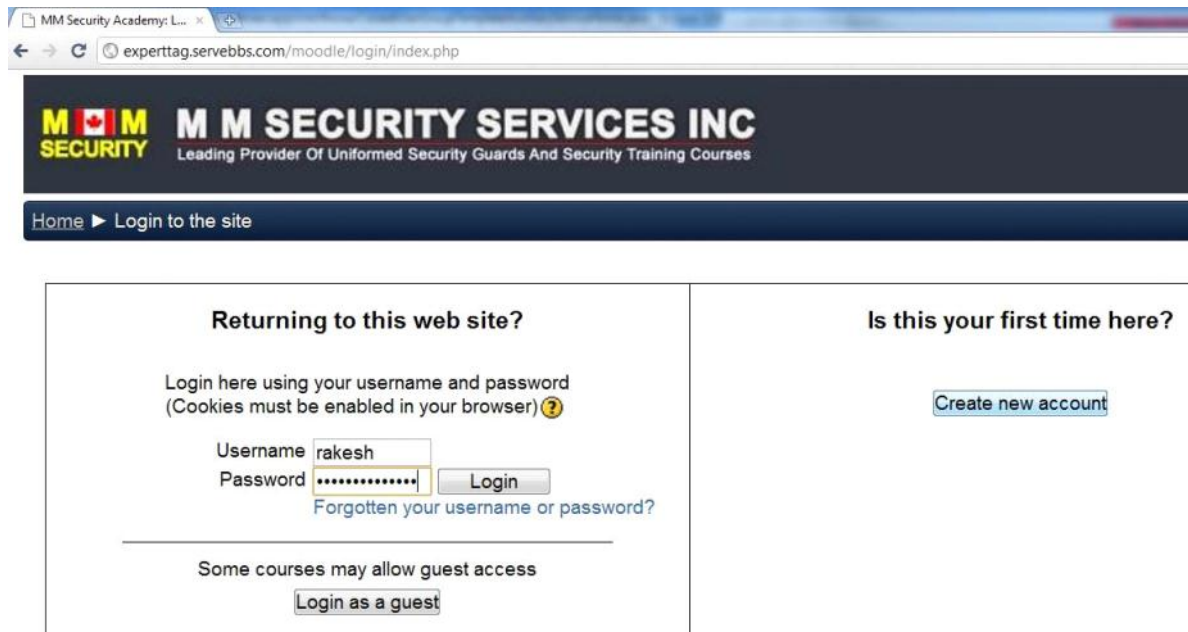 MM Security Academy: L...
experttag.servebbs.com/moodle/login/index.php
M M
SECURITY
M M SECURITY SERVICES INC
Leading Provider Of Uniformed Security Guards And Security Training Courses
Home ► Login to the site
Returning to this web site?
Login here using your username and password
(Cookies must be enabled in your browser) ?
Username rakesh
Password ••••••••••••••
Login
Forgotten your username or password?
Some courses may allow guest access
Login as a guest
Is this your first time here?
Create new account